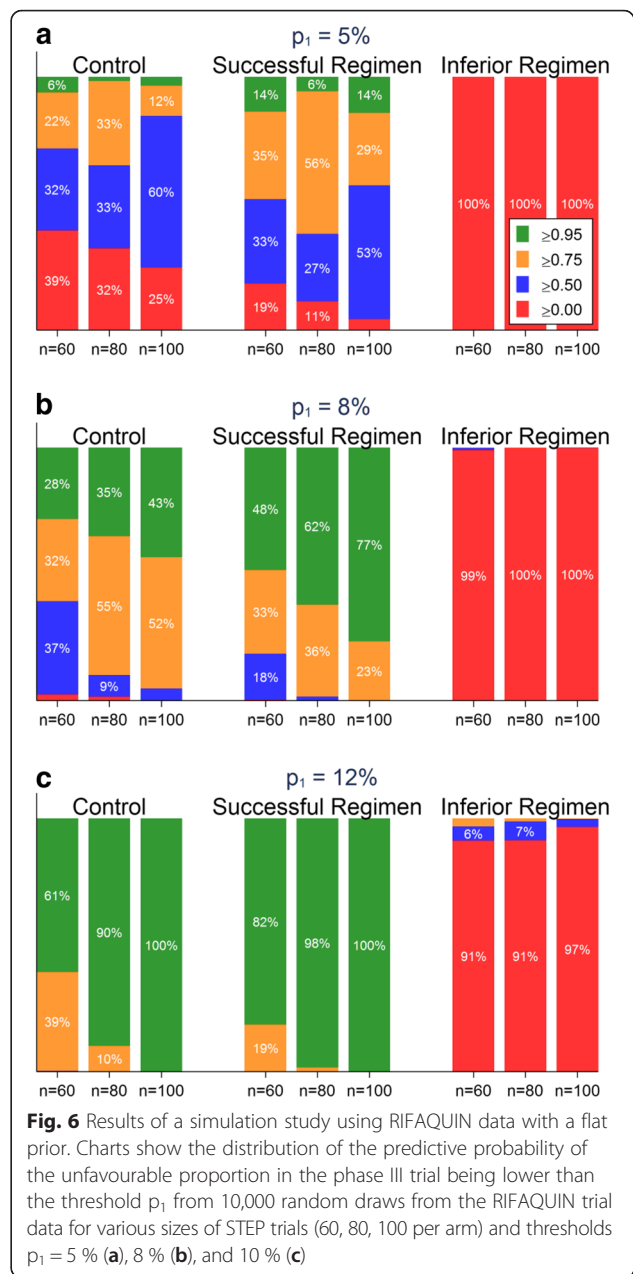 a
p₁ = 5%
Control Successful Regimen Inferior Regimen
6% 14% 6% 14%
22% 33% 12% 35% 56% 29%
32% 33% 60% 33% 27% 53% 100% 100% 100%
39% 32% 25% 19% 11%
≥0.95
≥0.75
≥0.50
≥0.00
n=60 n=80 n=100 n=60 n=80 n=100 n=60 n=80 n=100
b
p₁ = 8%
Control Successful Regimen Inferior Regimen
28% 35% 43% 48% 62% 77%
32% 55% 52% 33% 36% 23% 99% 100% 100%
37% 9% 18%
n=60 n=80 n=100 n=60 n=80 n=100 n=60 n=80 n=100
c
p₁ = 12%
Control Successful Regimen Inferior Regimen
61% 90% 100% 82% 98% 100% 6% 7%
39% 10% 19% 91% 91% 97%
n=60 n=80 n=100 n=60 n=80 n=100 n=60 n=80 n=100
Fig. 6 Results of a simulation study using RIFAQUIN data with a flat
prior. Charts show the distribution of the predictive probability of
the unfavourable proportion in the phase III trial being lower than
the threshold p₁ from 10,000 random draws from the RIFAQUIN trial
data for various sizes of STEP trials (60, 80, 100 per arm) and thresholds
p₁ = 5 % (a), 8 % (b), and 10 % (c)